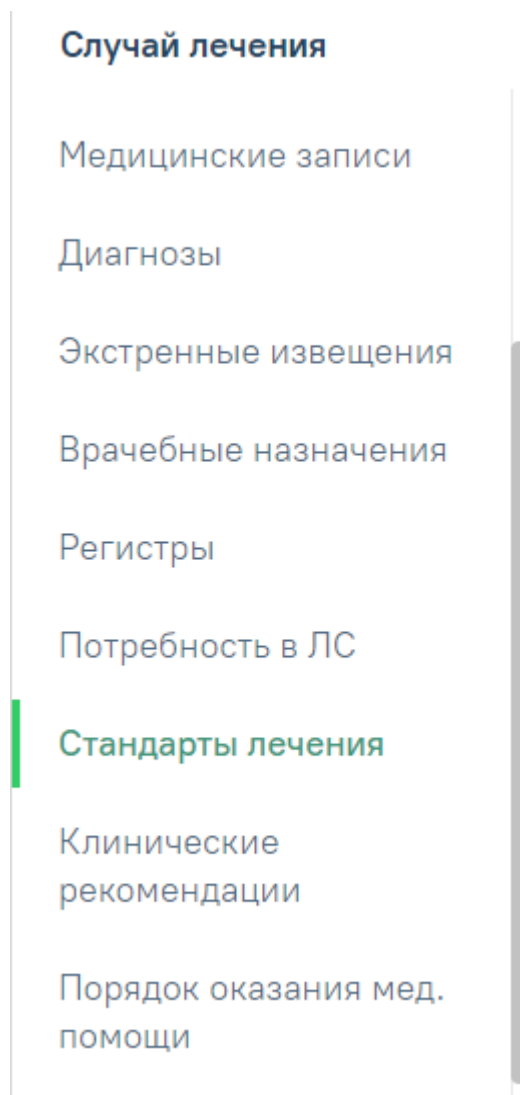 Случай лечения
Медицинские записи
Диагнозы
Экстренные извещения
Врачебные назначения
Регистры
Потребность в ЛС
Стандарты лечения
Клинические
рекомендации
Порядок оказания мед.
помощи